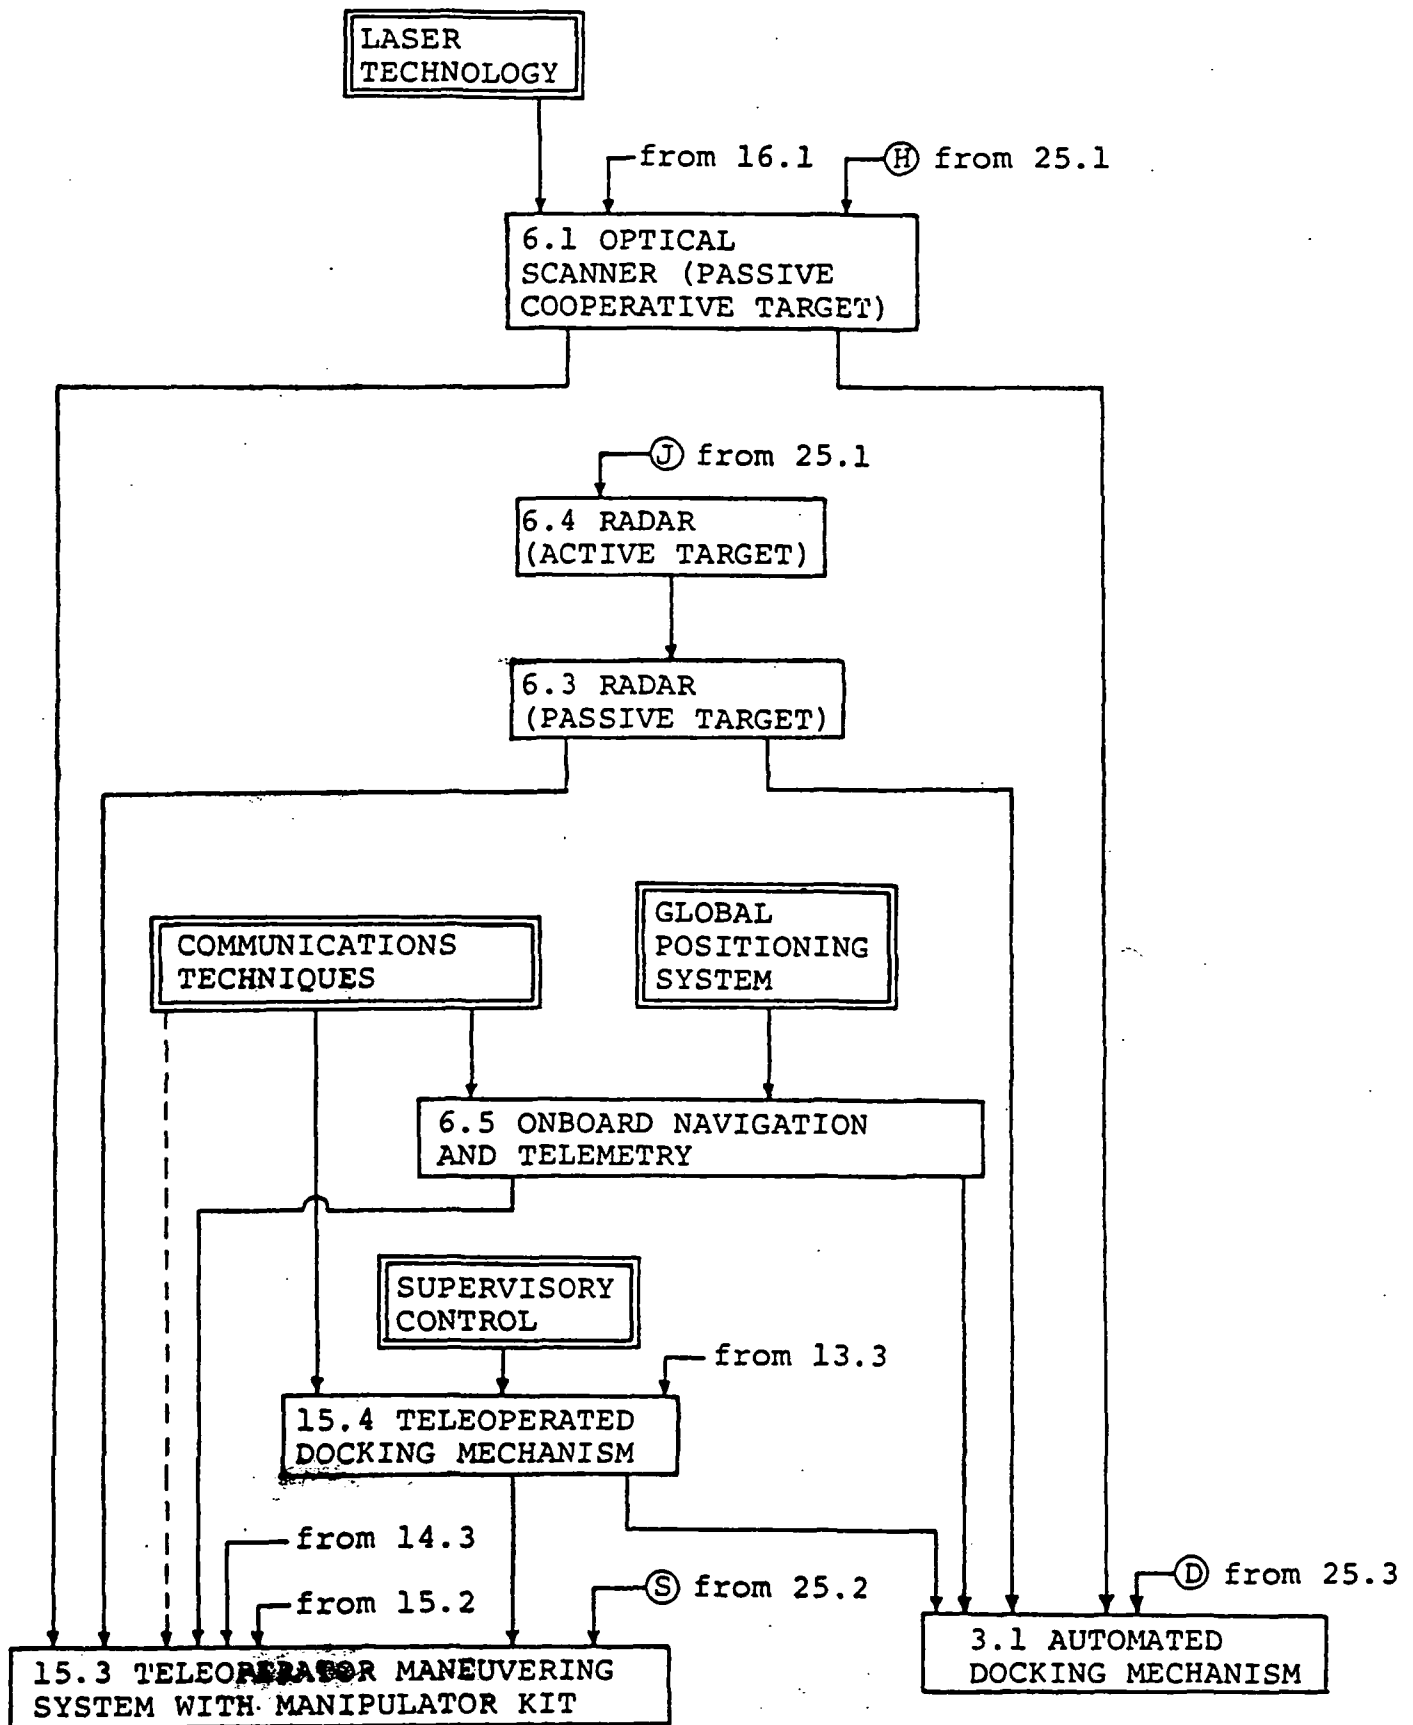 LASER
TECHNOLOGY
from 16.1
H from 25.1
6.1 OPTICAL
SCANNER (PASSIVE
COOPERATIVE TARGET)
J from 25.1
6.4 RADAR
(ACTIVE TARGET)
6.3 RADAR
(PASSIVE TARGET)
GLOBAL
POSITIONING
SYSTEM
COMMUNICATIONS
TECHNIQUES
6.5 ONBOARD NAVIGATION
AND TELEMETRY
SUPERVISORY
CONTROL
from 13.3
15.4 TELEOPERATED
DOCKING MECHANISM
from 14.3
from 15.2
S from 25.2
D from 25.3
15.3 TELEOPERATOR MANEUVERING
SYSTEM WITH MANIPULATOR KIT
3.1 AUTOMATED
DOCKING MECHANISM